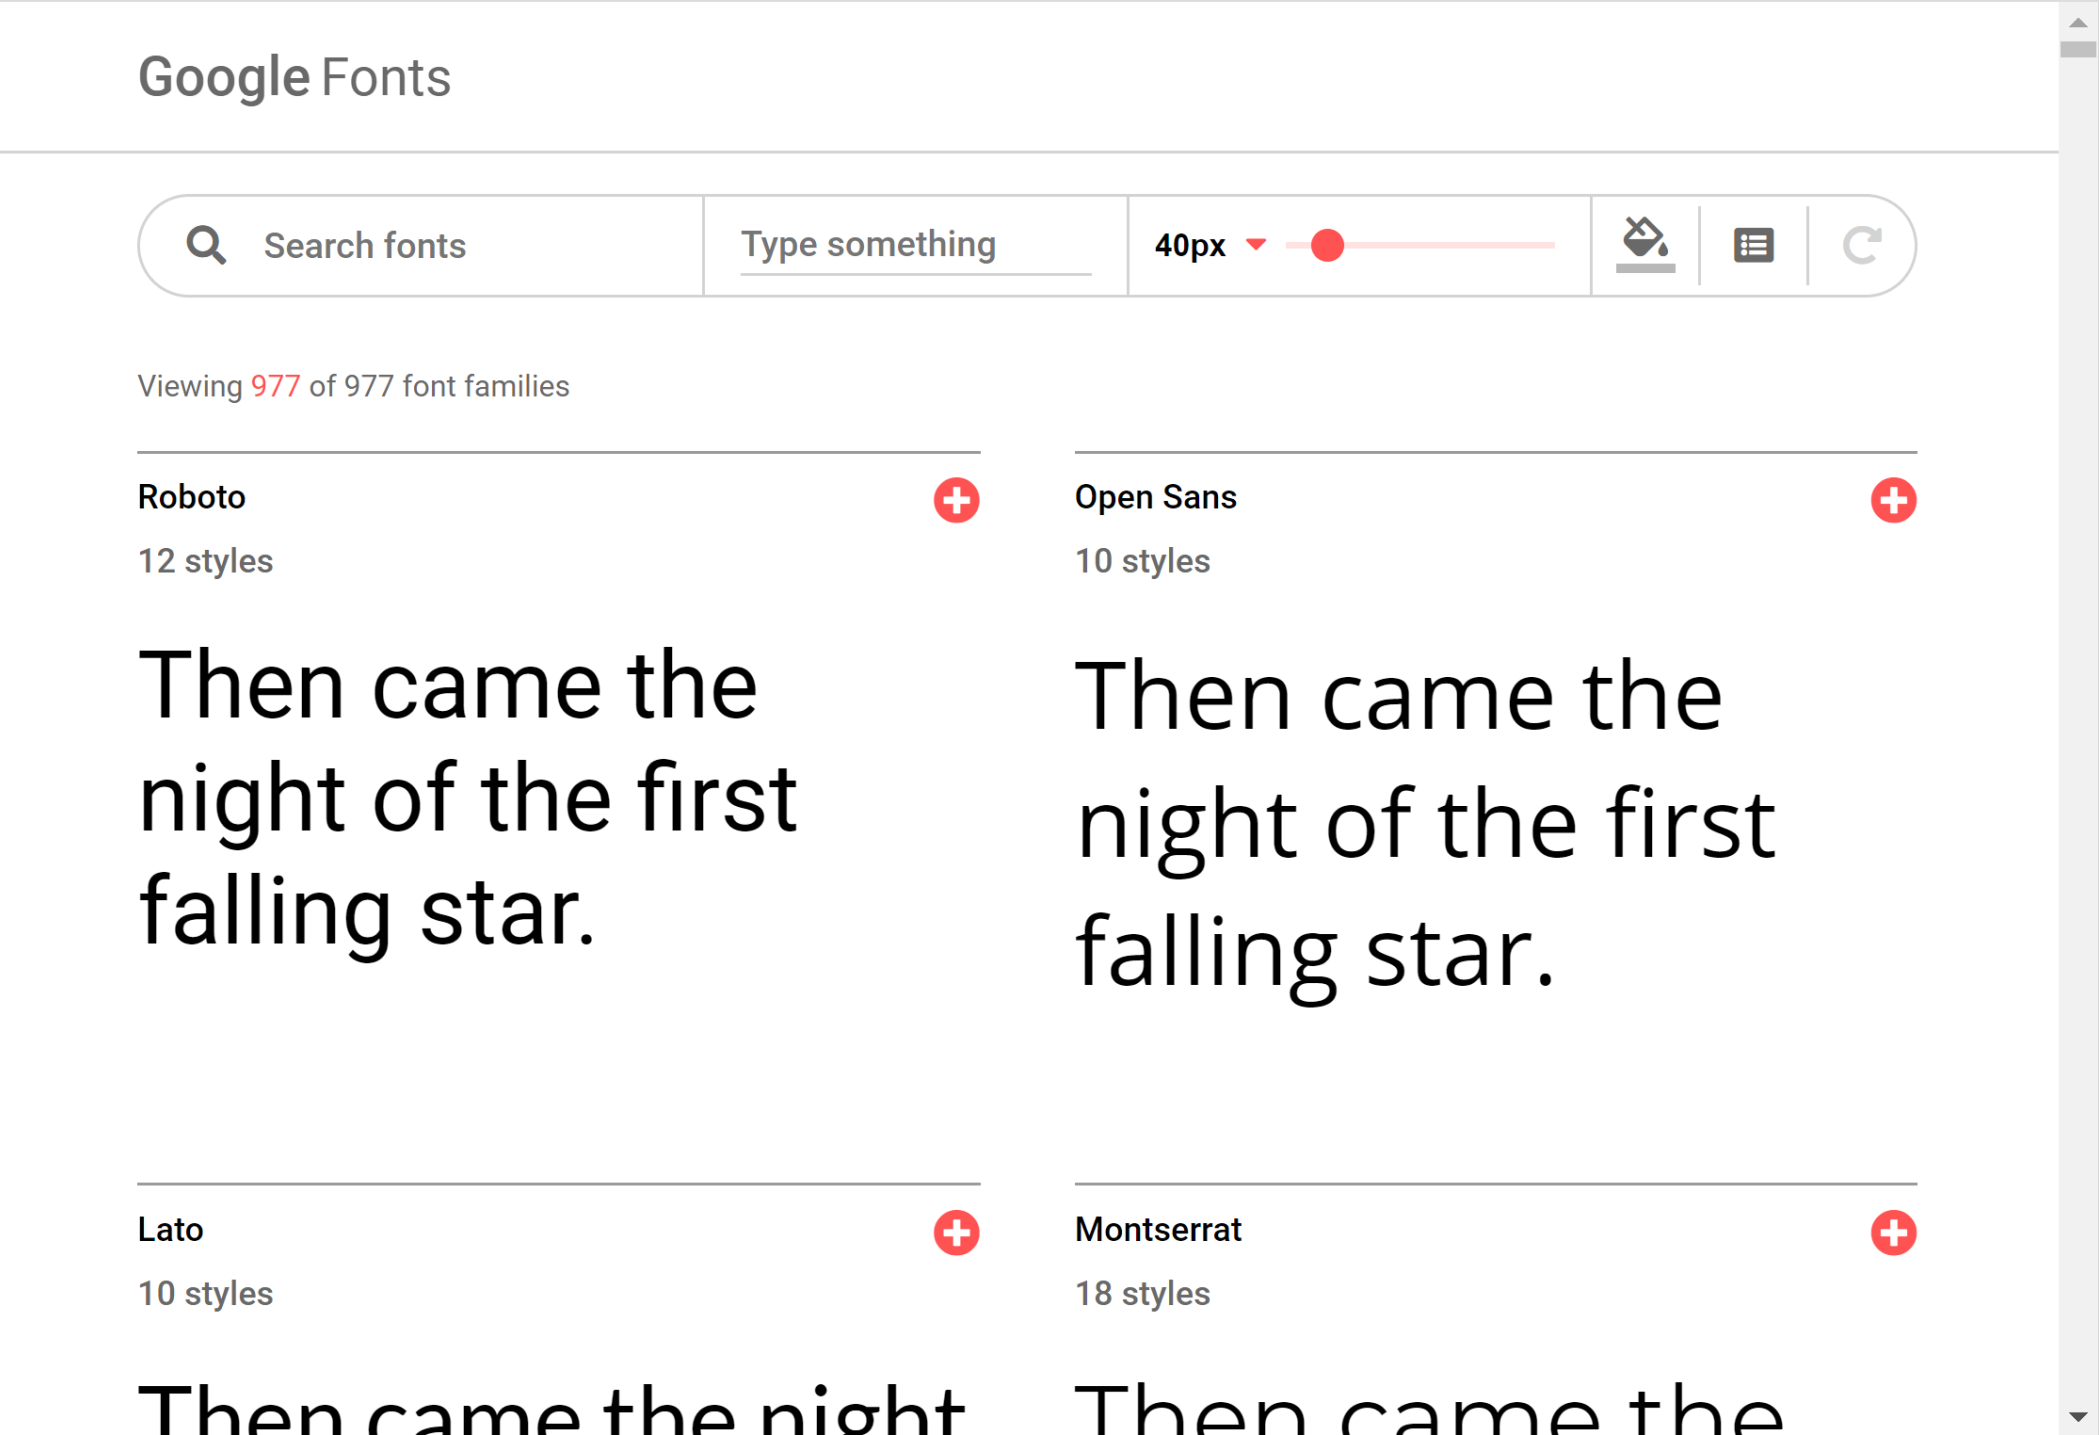 Google Fonts
Search fonts
Type something
40px
Viewing 977 of 977 font families
Roboto
12 styles
Then came the
night of the first
falling star.
Open Sans
10 styles
Then came the
night of the first
falling star.
Lato
10 styles
Then came the night
Montserrat
18 styles
Then came the